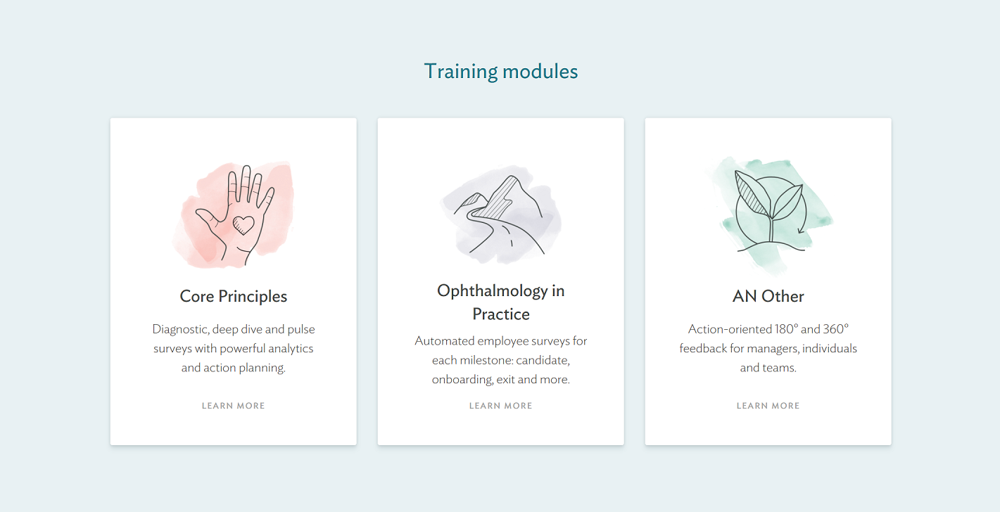 Training modules
Core Principles
Diagnostic, deep dive and pulse
surveys with powerful analytics
and action planning.
LEARN MORE
Ophthalmology in
Practice
Automated employee surveys for
each milestone: candidate,
onboarding, exit and more.
LEARN MORE
AN Other
Action-oriented 180° and 360°
feedback for managers, individuals
and teams.
LEARN MORE